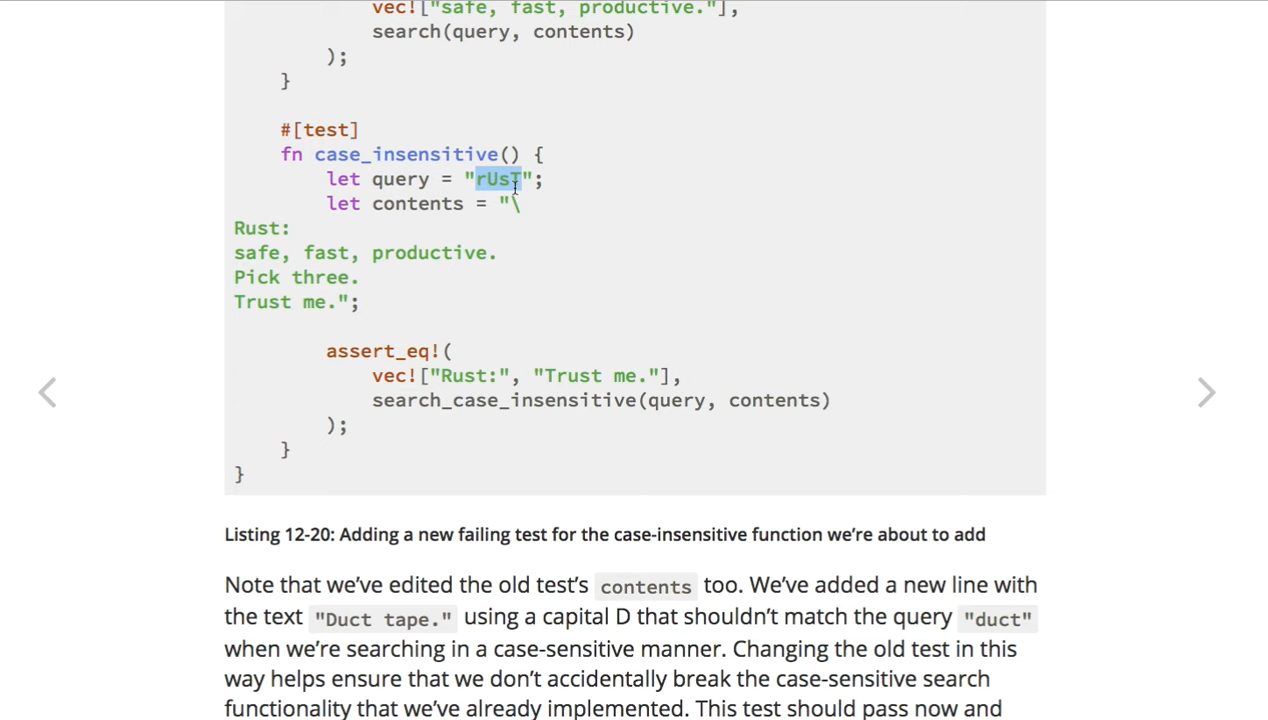 vec!["safe, fast, productive."],
search(query, contents)
);
}
#[test]
fn case_insensitive() {
let query = "rUsT";
let contents = "\
Rust:
safe, fast, productive.
Pick three.
Trust me.";
assert_eq!(
vec!["Rust:", "Trust me."],
search_case_insensitive(query, contents)
);
}
}
Listing 12-20: Adding a new failing test for the case-insensitive function we’re about to add
Note that we’ve edited the old test’s contents too. We’ve added a new line with
the text "Duct tape." using a capital D that shouldn’t match the query "duct"
when we’re searching in a case-sensitive manner. Changing the old test in this
way helps ensure that we don’t accidentally break the case-sensitive search
functionality that we’ve already implemented. This test should pass now and